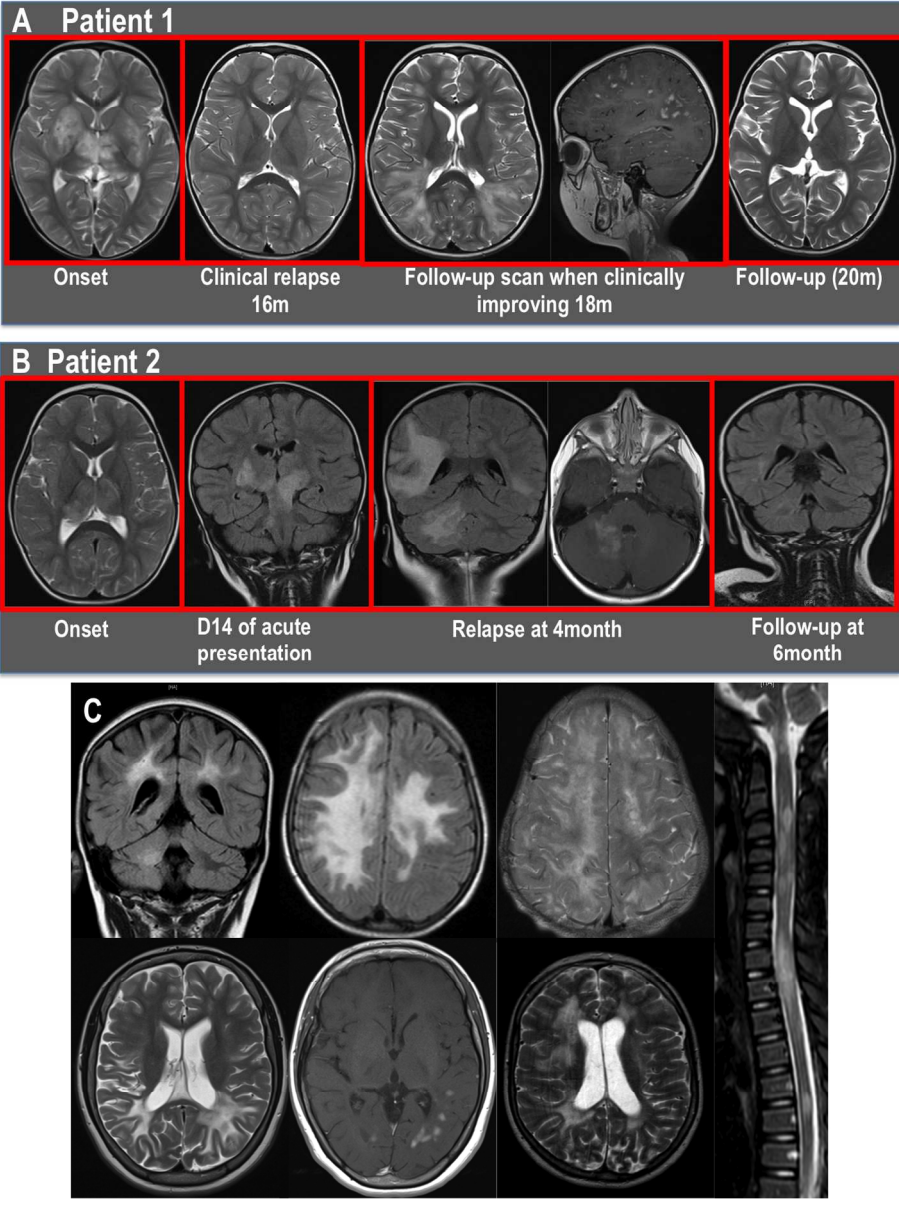 A Patient 1
Onset
Clinical relapse
16m
Follow-up scan when clinically
improving 18m
Follow-up (20m)
B Patient 2
Onset
D14 of acute
presentation
Relapse at 4month
Follow-up at
6month
C